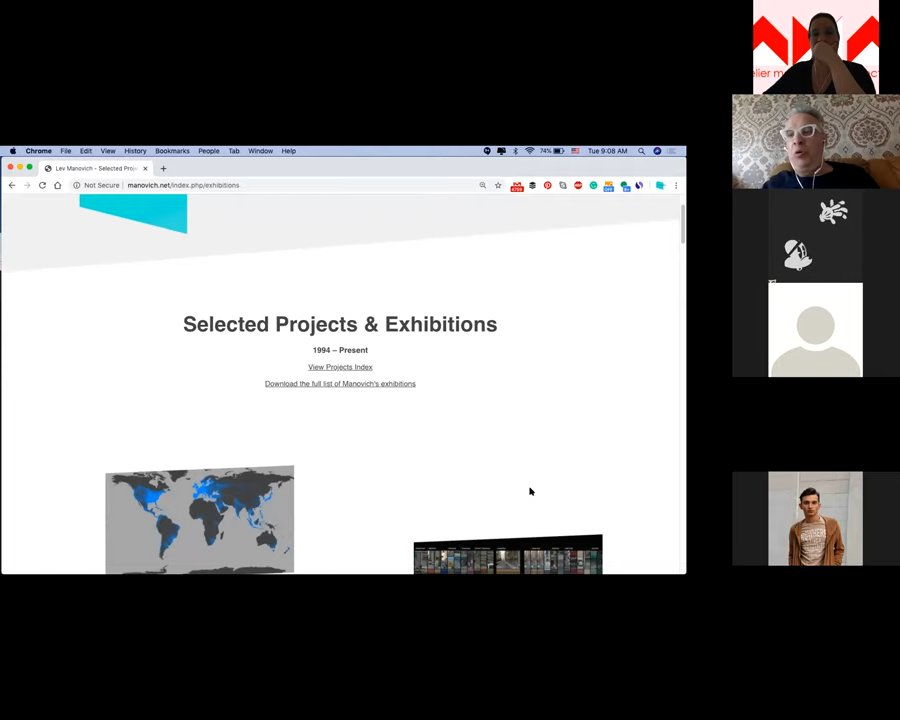 elier m
ct
Chrome File Edit View History Bookmarks People Tab Window Help 74% Tue 9:08 AM
Lev Manovich - Selected Proj
Not Secure manovich.net/index.php/exhibitions
Selected Projects & Exhibitions
1994 – Present
View Projects Index
Download the full list of Manovich's exhibitions